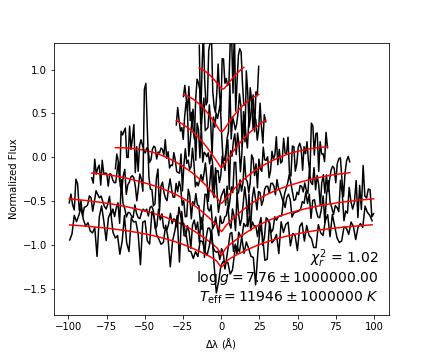 1.0
0.5
0.0
−0.5
−1.0
−1.5
Normalized Flux
χ²ᵣ = 1.02
log g = 7.76 ± 1000000.00
T_eff = 11946 ± 1000000 K
−100 −75 −50 −25 0 25 50 75 100
Δλ (Å)